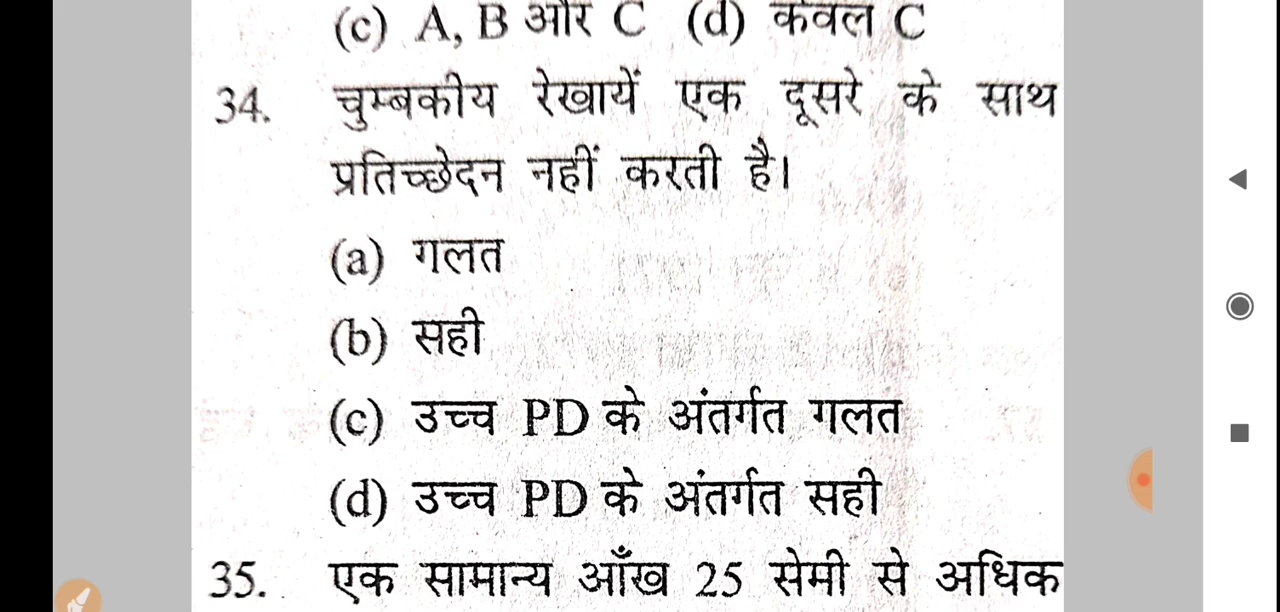 (c) A, B और C (d) केवल C
34. चुम्बकीय रेखायें एक दूसरे के साथ
प्रतिच्छेदन नहीं करती है।
(a) गलत
(b) सही
(c) उच्च PD के अंतर्गत गलत
(d) उच्च PD के अंतर्गत सही
35. एक सामान्य आँख 25 सेमी से अधिक